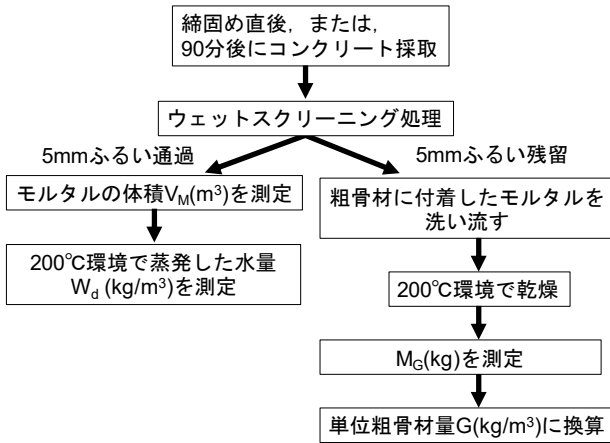 締固め直後，または，
90分後にコンクリート採取
ウェットスクリーニング処理
5mmふるい通過
5mmふるい残留
モルタルの体積V_M(m³)を測定
200℃環境で蒸発した水量
W_d (kg/m³)を測定
粗骨材に付着したモルタルを
洗い流す
200℃環境で乾燥
M_G(kg)を測定
単位粗骨材量G(kg/m³)に換算